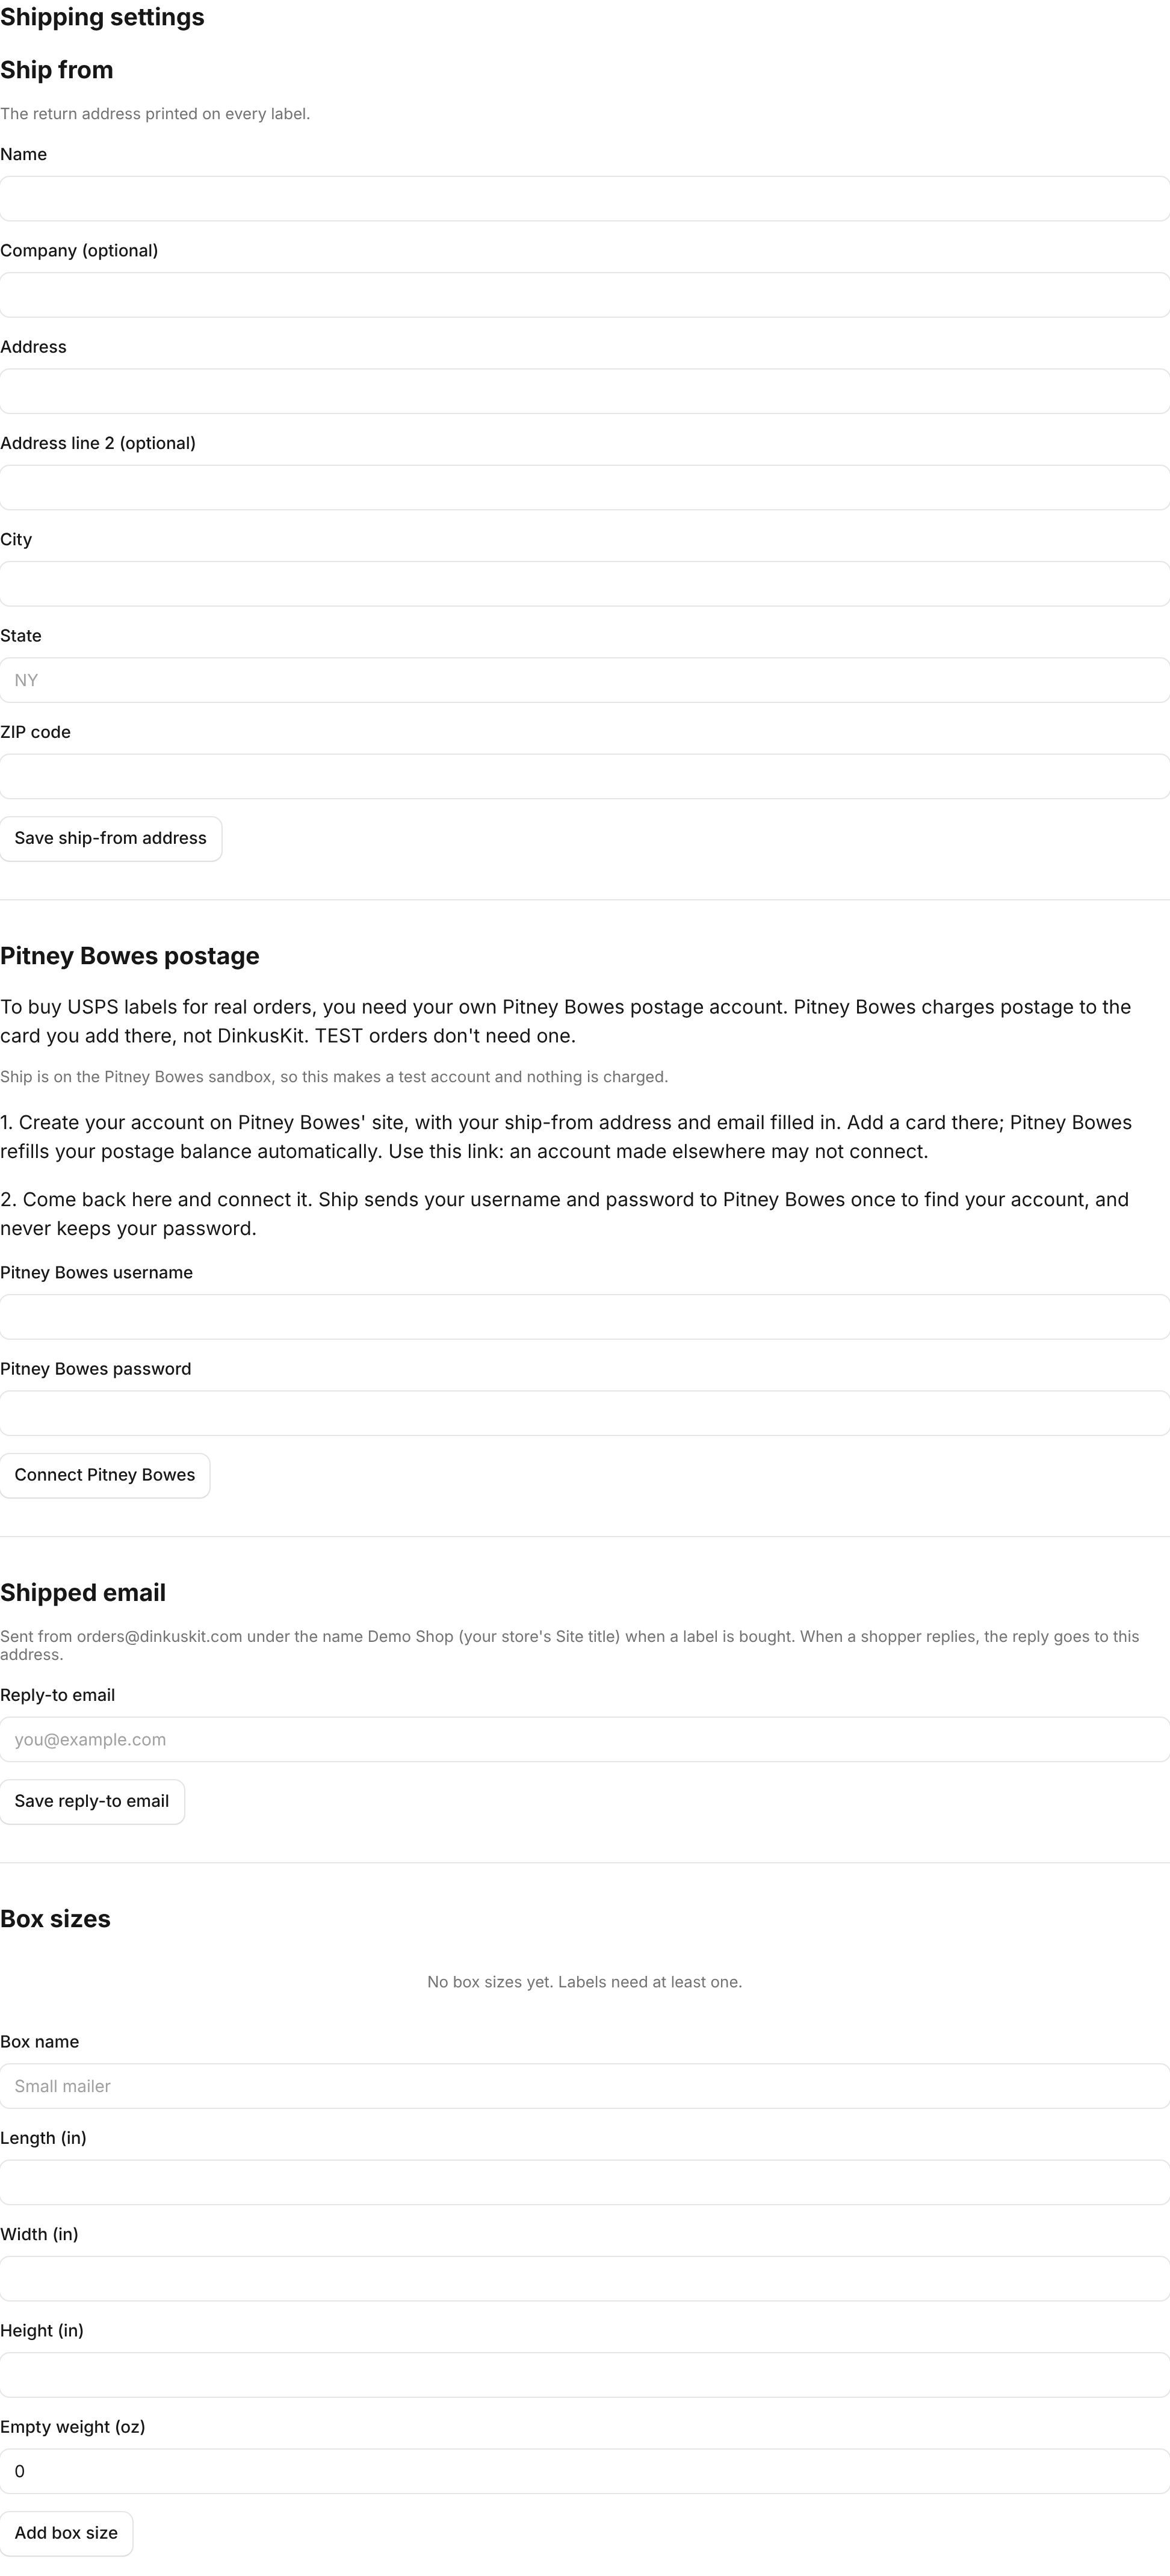 Shipping settings
Ship from
The return address printed on every label.
Name
Company (optional)
Address
Address line 2 (optional)
City
State
NY
ZIP code
Save ship-from address
Pitney Bowes postage
To buy USPS labels for real orders, you need your own Pitney Bowes postage account. Pitney Bowes charges postage to the
card you add there, not DinkusKit. TEST orders don't need one.
Ship is on the Pitney Bowes sandbox, so this makes a test account and nothing is charged.
1. Create your account on Pitney Bowes' site, with your ship-from address and email filled in. Add a card there; Pitney Bowes
refills your postage balance automatically. Use this link: an account made elsewhere may not connect.
2. Come back here and connect it. Ship sends your username and password to Pitney Bowes once to find your account, and
never keeps your password.
Pitney Bowes username
Pitney Bowes password
Connect Pitney Bowes
Shipped email
Sent from orders@dinkuskit.com under the name Demo Shop (your store's Site title) when a label is bought. When a shopper replies, the reply goes to this
address.
Reply-to email
you@example.com
Save reply-to email
Box sizes
No box sizes yet. Labels need at least one.
Box name
Small mailer
Length (in)
Width (in)
Height (in)
Empty weight (oz)
0
Add box size